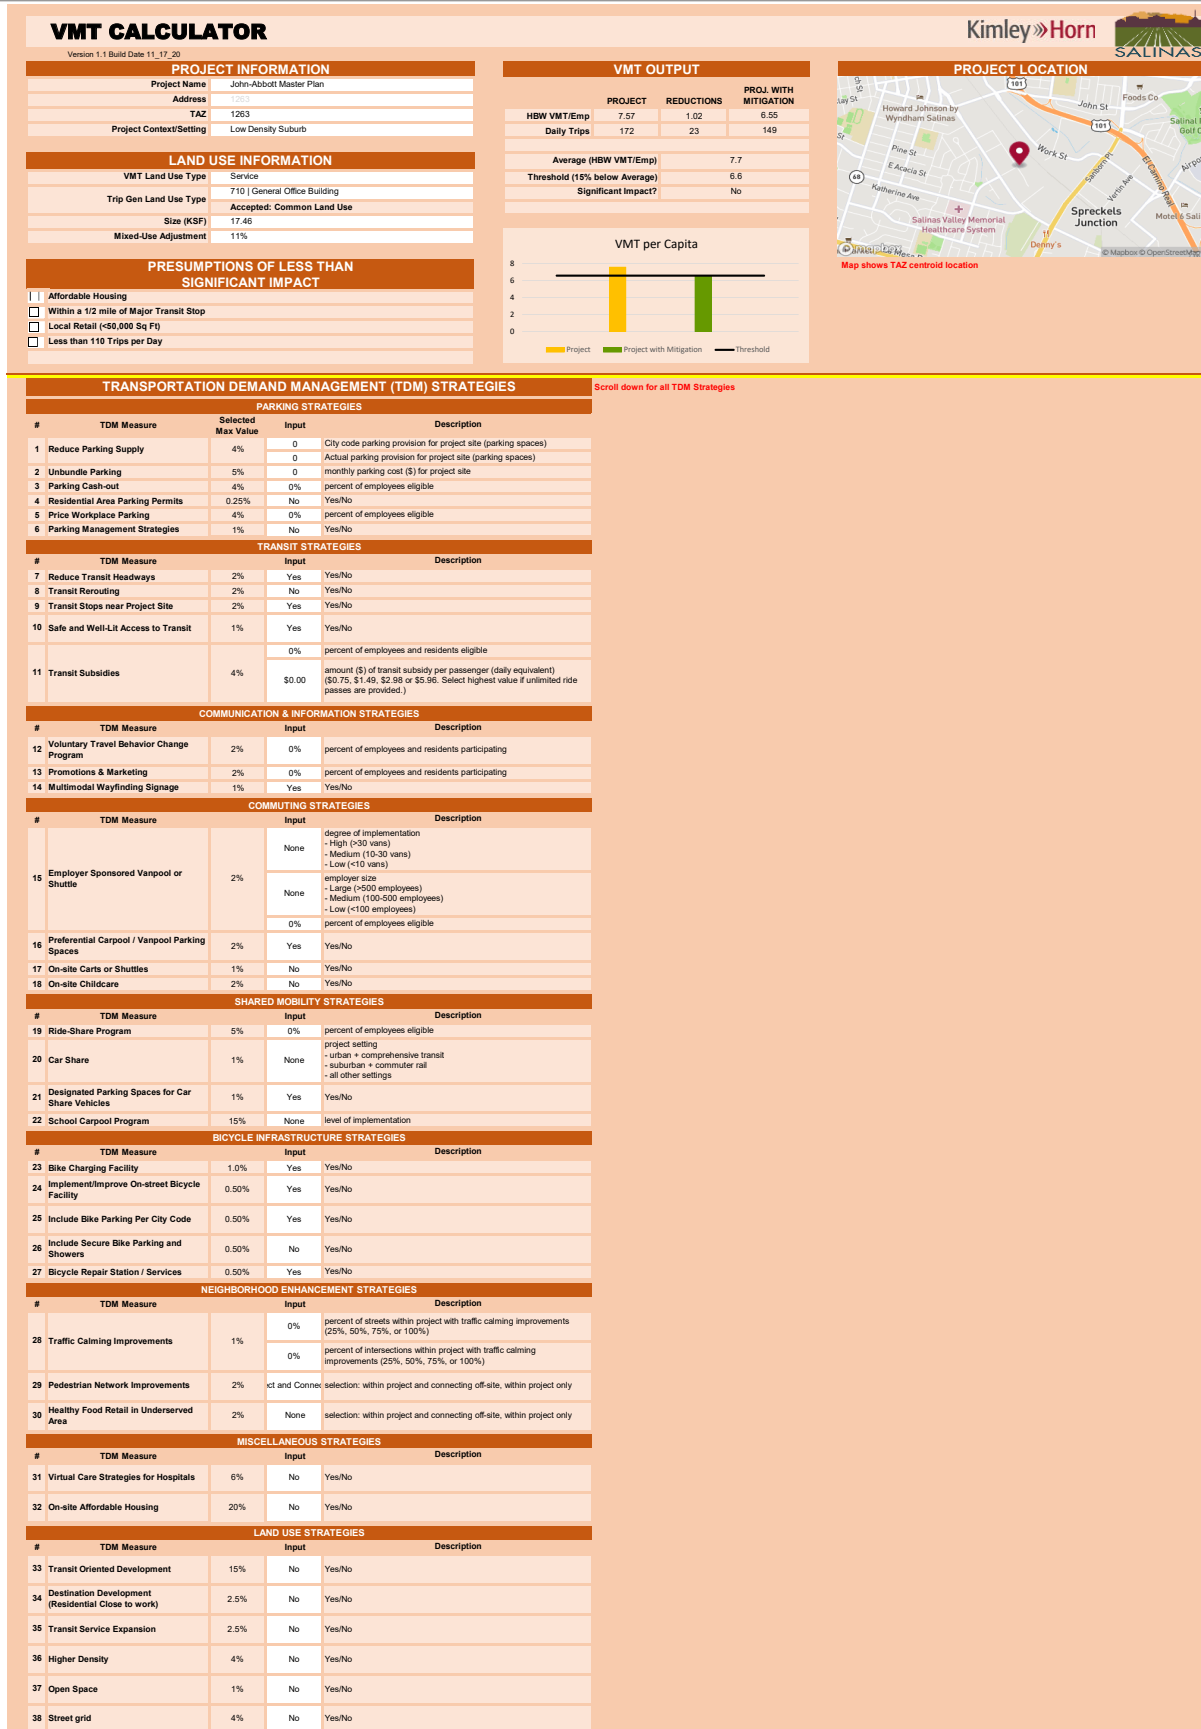 VMT CALCULATOR
Kimley»Horn
SALINAS
Version 1.1 Build Date 11_17_20
PROJECT INFORMATION
Project Name John-Abbott Master Plan
Address 1263
TAZ 1263
Project Context/Setting Low Density Suburb
LAND USE INFORMATION
VMT Land Use Type Service
Trip Gen Land Use Type 710 | General Office Building
Accepted: Common Land Use
Size (KSF) 17.46
Mixed-Use Adjustment 11%
PRESUMPTIONS OF LESS THAN
SIGNIFICANT IMPACT
Affordable Housing
Within a 1/2 mile of Major Transit Stop
Local Retail (<50,000 Sq Ft)
Less than 110 Trips per Day
VMT OUTPUT
PROJECT REDUCTIONS PROJ. WITH MITIGATION
HBW VMT/Emp 7.57 1.02 6.55
Daily Trips 172 23 149
Average (HBW VMT/Emp) 7.7
Threshold (15% below Average) 6.6
Significant Impact? No
VMT per Capita
8
6
4
2
0
Project Project with Mitigation Threshold
PROJECT LOCATION
101
John St
Foods Co
Howard Johnson by
Wyndham Salinas
101
Salinas
Golf C
Pine St
Work St
E Acacia St
Sanborn Pl
El Camino Real
Airpo
68
Katherine Ave
Vertin Ave
Salinas Valley Memorial
Healthcare System
Spreckels
Junction
Motel 6 Sali
Denny's
mapbox
© Mapbox © OpenStreetMap
Map shows TAZ centroid location
TRANSPORTATION DEMAND MANAGEMENT (TDM) STRATEGIES
Scroll down for all TDM Strategies
PARKING STRATEGIES
# TDM Measure Selected Max Value Input Description
1 Reduce Parking Supply 4% 0 City code parking provision for project site (parking spaces)
0 Actual parking provision for project site (parking spaces)
2 Unbundle Parking 5% 0 monthly parking cost ($) for project site
3 Parking Cash-out 4% 0% percent of employees eligible
4 Residential Area Parking Permits 0.25% No Yes/No
5 Price Workplace Parking 4% 0% percent of employees eligible
6 Parking Management Strategies 1% No Yes/No
TRANSIT STRATEGIES
# TDM Measure Input Description
7 Reduce Transit Headways 2% Yes Yes/No
8 Transit Rerouting 2% No Yes/No
9 Transit Stops near Project Site 2% Yes Yes/No
10 Safe and Well-Lit Access to Transit 1% Yes Yes/No
11 Transit Subsidies 4% 0% percent of employees and residents eligible
$0.00 amount ($) of transit subsidy per passenger (daily equivalent)
($0.75, $1.49, $2.98 or $5.96. Select highest value if unlimited ride
passes are provided.)
COMMUNICATION & INFORMATION STRATEGIES
# TDM Measure Input Description
12 Voluntary Travel Behavior Change Program 2% 0% percent of employees and residents participating
13 Promotions & Marketing 2% 0% percent of employees and residents participating
14 Multimodal Wayfinding Signage 1% Yes Yes/No
COMMUTING STRATEGIES
# TDM Measure Input Description
15 Employer Sponsored Vanpool or Shuttle 2% None degree of implementation
- High (>30 vans)
- Medium (10-30 vans)
- Low (<10 vans)
None employer size
- Large (>500 employees)
- Medium (100-500 employees)
- Low (<100 employees)
0% percent of employees eligible
16 Preferential Carpool / Vanpool Parking Spaces 2% Yes Yes/No
17 On-site Carts or Shuttles 1% No Yes/No
18 On-site Childcare 2% No Yes/No
SHARED MOBILITY STRATEGIES
# TDM Measure Input Description
19 Ride-Share Program 5% 0% percent of employees eligible
20 Car Share 1% None project setting
- urban + comprehensive transit
- suburban + commuter rail
- all other settings
21 Designated Parking Spaces for Car Share Vehicles 1% Yes Yes/No
22 School Carpool Program 15% None level of implementation
BICYCLE INFRASTRUCTURE STRATEGIES
# TDM Measure Input Description
23 Bike Charging Facility 1.0% Yes Yes/No
24 Implement/Improve On-street Bicycle Facility 0.50% Yes Yes/No
25 Include Bike Parking Per City Code 0.50% Yes Yes/No
26 Include Secure Bike Parking and Showers 0.50% No Yes/No
27 Bicycle Repair Station / Services 0.50% Yes Yes/No
NEIGHBORHOOD ENHANCEMENT STRATEGIES
# TDM Measure Input Description
28 Traffic Calming Improvements 1% 0% percent of streets within project with traffic calming improvements
(25%, 50%, 75%, or 100%)
0% percent of intersections within project with traffic calming
improvements (25%, 50%, 75%, or 100%)
29 Pedestrian Network Improvements 2% ct and Connec selection: within project and connecting off-site, within project only
30 Healthy Food Retail in Underserved Area 2% None selection: within project and connecting off-site, within project only
MISCELLANEOUS STRATEGIES
# TDM Measure Input Description
31 Virtual Care Strategies for Hospitals 6% No Yes/No
32 On-site Affordable Housing 20% No Yes/No
LAND USE STRATEGIES
# TDM Measure Input Description
33 Transit Oriented Development 15% No Yes/No
34 Destination Development (Residential Close to work) 2.5% No Yes/No
35 Transit Service Expansion 2.5% No Yes/No
36 Higher Density 4% No Yes/No
37 Open Space 1% No Yes/No
38 Street grid 4% No Yes/No